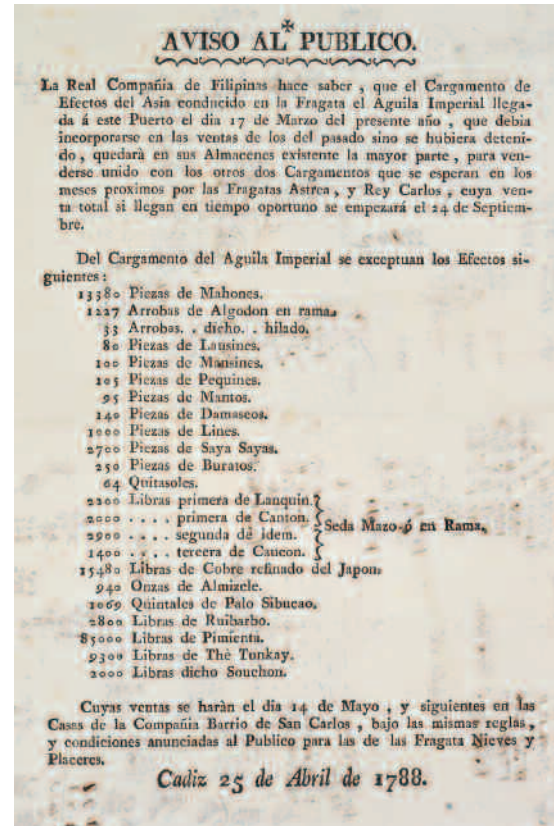 ✠
AVISO AL PUBLICO.
La Real Compañia de Filipinas hace saber, que el Cargamento de
Efectos del Asia conducido en la Fragata el Aguila Imperial llega-
da á este Puerto el dia 17 de Marzo del presente año, que debia
incorporarse en las ventas de los del pasado sino se hubiera deteni-
do, quedará en sus Almacenes existente la mayor parte, para ven-
derse unido con los otros dos Cargamentos que se esperan en los
meses proximos por las Fragatas Astrea, y Rey Carlos, cuya ven-
ta total si llegan en tiempo oportuno se empezará el 24 de Septiem-
bre.
Del Cargamento del Aguila Imperial se exceptuan los Efectos si-
guientes:
13380 Piezas de Mahones.
1227 Arrobas de Algodon en rama.
33 Arrobas. . dicho. . hilado.
80 Piezas de Lausines.
100 Piezas de Mansines.
105 Piezas de Pequines.
95 Piezas de Mantos.
140 Piezas de Damascos.
1000 Piezas de Lines.
2700 Piezas de Saya Sayas.
250 Piezas de Buratos.
64 Quitasoles.
2200 Libras primera de Lanquin.
2000 . . . . primera de Canton.
2900 . . . . segunda de idem.
Seda Mazo ó en Rama.
1400 . . . . tercera de Caucon.
15480 Libras de Cobre refinado del Japon.
940 Onzas de Almizcle.
1069 Quintales de Palo Sibucao.
2800 Libras de Ruibarbo.
85000 Libras de Pimienta.
9300 Libras de Thè Tonkay.
2000 Libras dicho Souchon.
Cuyas ventas se haràn el dia 14 de Mayo, y siguientes en las
Casas de la Compañia Barrio de San Carlos, bajo las mismas reglas,
y condiciones anunciadas al Publico para las de las Fragata Nieves y
Placeres.
Cadiz 25 de Abril de 1788.